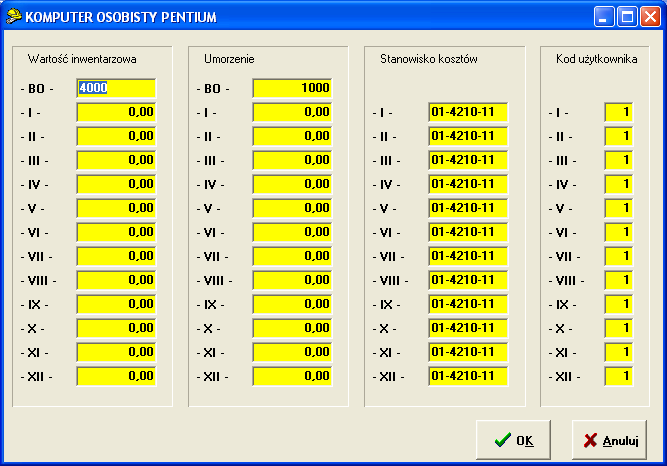 KOMPUTER OSOBISTY PENTIUM
Wartość inwentarzowa Umorzenie Stanowisko kosztów Kod użytkownika
- BO - 4000 - BO - 1000
- I - 0,00 - I - 0,00 - I - 01-4210-11 - I - 1
- II - 0,00 - II - 0,00 - II - 01-4210-11 - II - 1
- III - 0,00 - III - 0,00 - III - 01-4210-11 - III - 1
- IV - 0,00 - IV - 0,00 - IV - 01-4210-11 - IV - 1
- V - 0,00 - V - 0,00 - V - 01-4210-11 - V - 1
- VI - 0,00 - VI - 0,00 - VI - 01-4210-11 - VI - 1
- VII - 0,00 - VII - 0,00 - VII - 01-4210-11 - VII - 1
- VIII - 0,00 - VIII - 0,00 - VIII - 01-4210-11 - VIII - 1
- IX - 0,00 - IX - 0,00 - IX - 01-4210-11 - IX - 1
- X - 0,00 - X - 0,00 - X - 01-4210-11 - X - 1
- XI - 0,00 - XI - 0,00 - XI - 01-4210-11 - XI - 1
- XII - 0,00 - XII - 0,00 - XII - 01-4210-11 - XII - 1
OK Anuluj